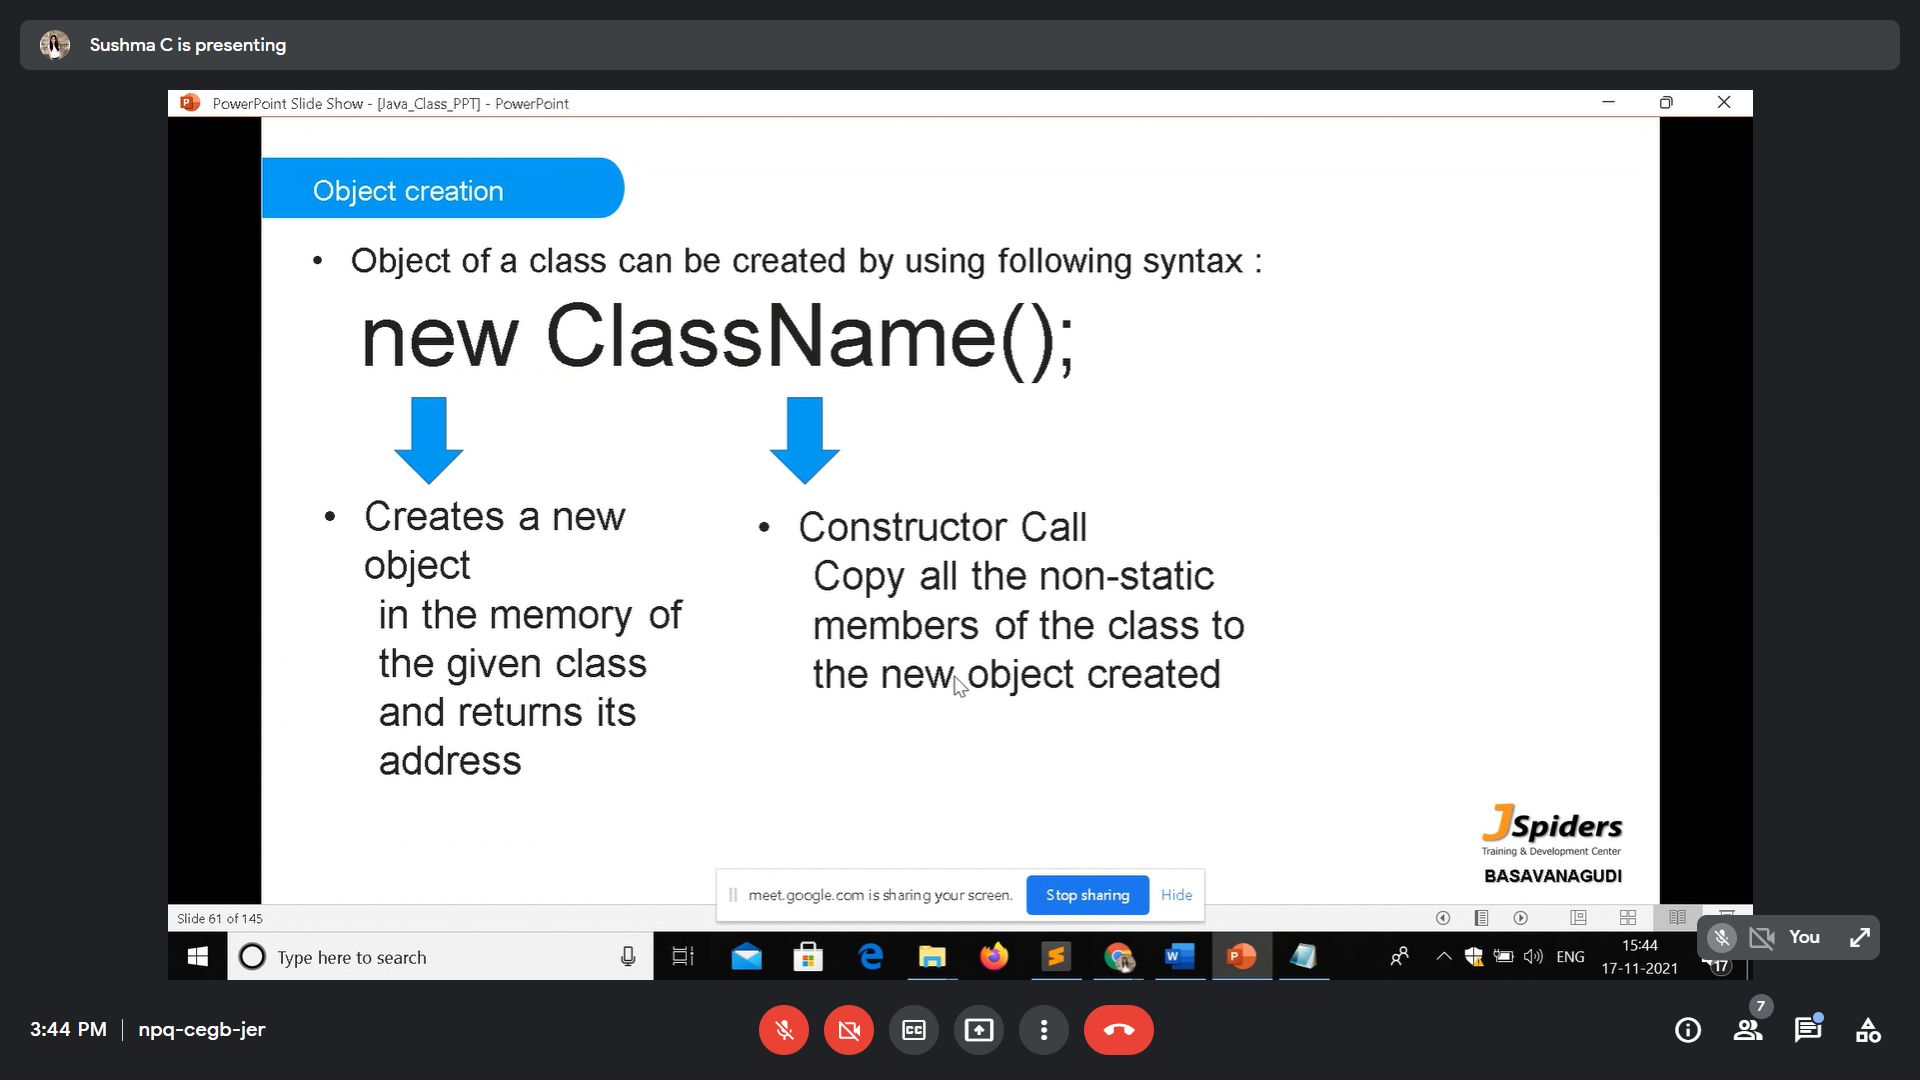 Sushma C is presenting
PowerPoint Slide Show - [Java_Class_PPT] - PowerPoint
Object creation
• Object of a class can be created by using following syntax :
new ClassName();
• Creates a new
object
in the memory of
the given class
and returns its
address
• Constructor Call
Copy all the non-static
members of the class to
the new object created
JSpiders
Training & Development Center
BASAVANAGUDI
meet.google.com is sharing your screen.
Stop sharing
Hide
Slide 61 of 145
Type here to search
ENG
15:44
17-11-2021
17
You
3:44 PM | npq-cegb-jer
7